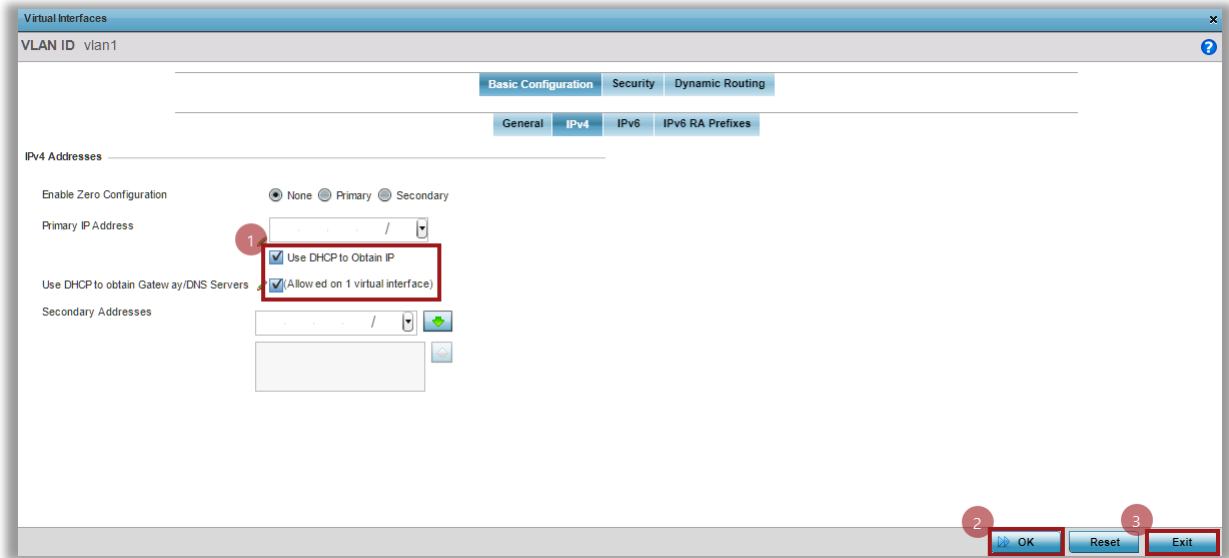 Virtual Interfaces x
VLAN ID vlan1 ?
Basic Configuration Security Dynamic Routing
General IPv4 IPv6 IPv6 RA Prefixes
IPv4 Addresses
Enable Zero Configuration None Primary Secondary
Primary IP Address . . . /
1
Use DHCP to Obtain IP
Use DHCP to obtain Gateway/DNS Servers (Allowed on 1 virtual interface)
Secondary Addresses . . . /
2 3
OK Reset Exit